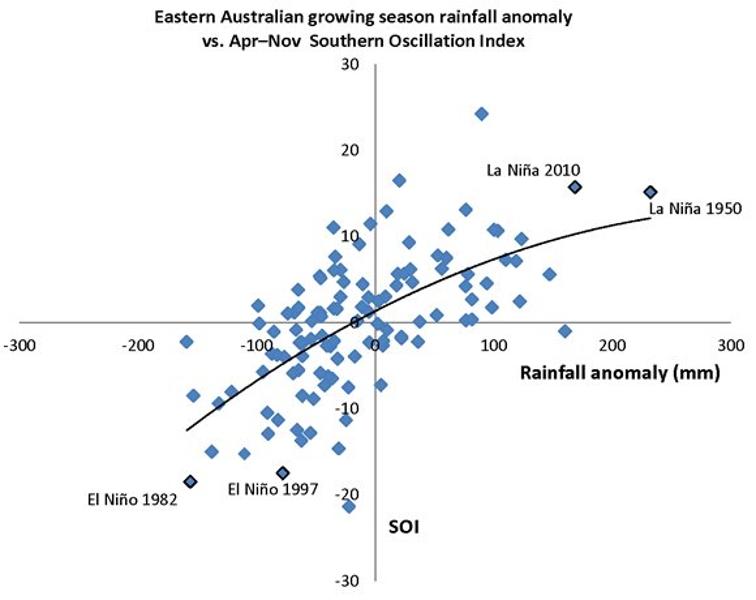 Eastern Australian growing season rainfall anomaly
vs. Apr–Nov Southern Oscillation Index
30
20
La Niña 2010
La Niña 1950
10
0
-300 -200 -100 0 100 200 300
Rainfall anomaly (mm)
-10
El Niño 1997
El Niño 1982
-20
SOI
-30